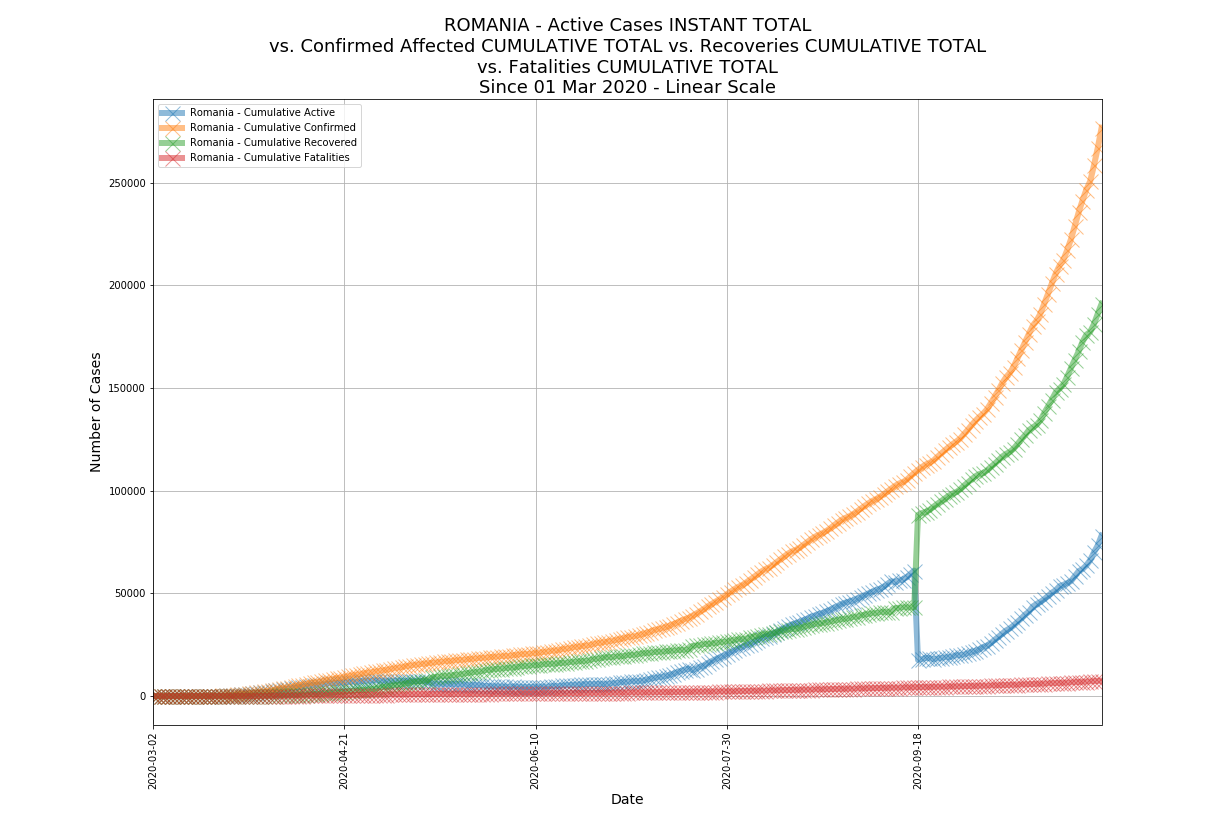 ROMANIA - Active Cases INSTANT TOTAL
vs. Confirmed Affected CUMULATIVE TOTAL vs. Recoveries CUMULATIVE TOTAL
vs. Fatalities CUMULATIVE TOTAL
Since 01 Mar 2020 - Linear Scale
Romania - Cumulative Active
Romania - Cumulative Confirmed
Romania - Cumulative Recovered
Romania - Cumulative Fatalities
250000
200000
150000
100000
50000
0
Number of Cases
2020-03-02
2020-04-21
2020-06-10
2020-07-30
2020-09-18
Date